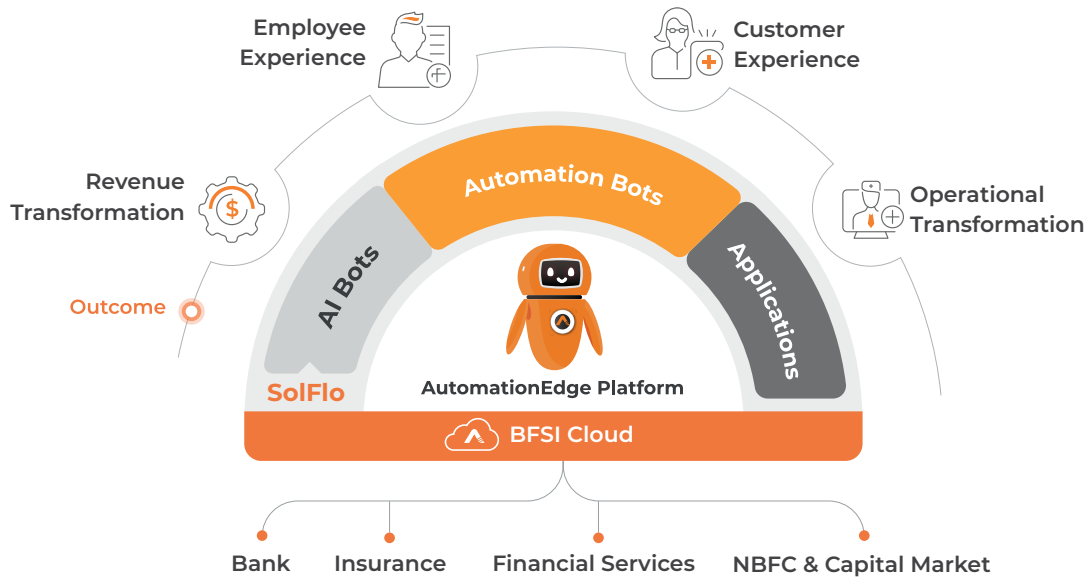 Employee
Experience
Customer
Experience
Revenue
Transformation
$
Operational
Transformation
Outcome
AI Bots
Automation Bots
Applications
SolFlo
AutomationEdge Platform
BFSI Cloud
Bank
Insurance
Financial Services
NBFC & Capital Market